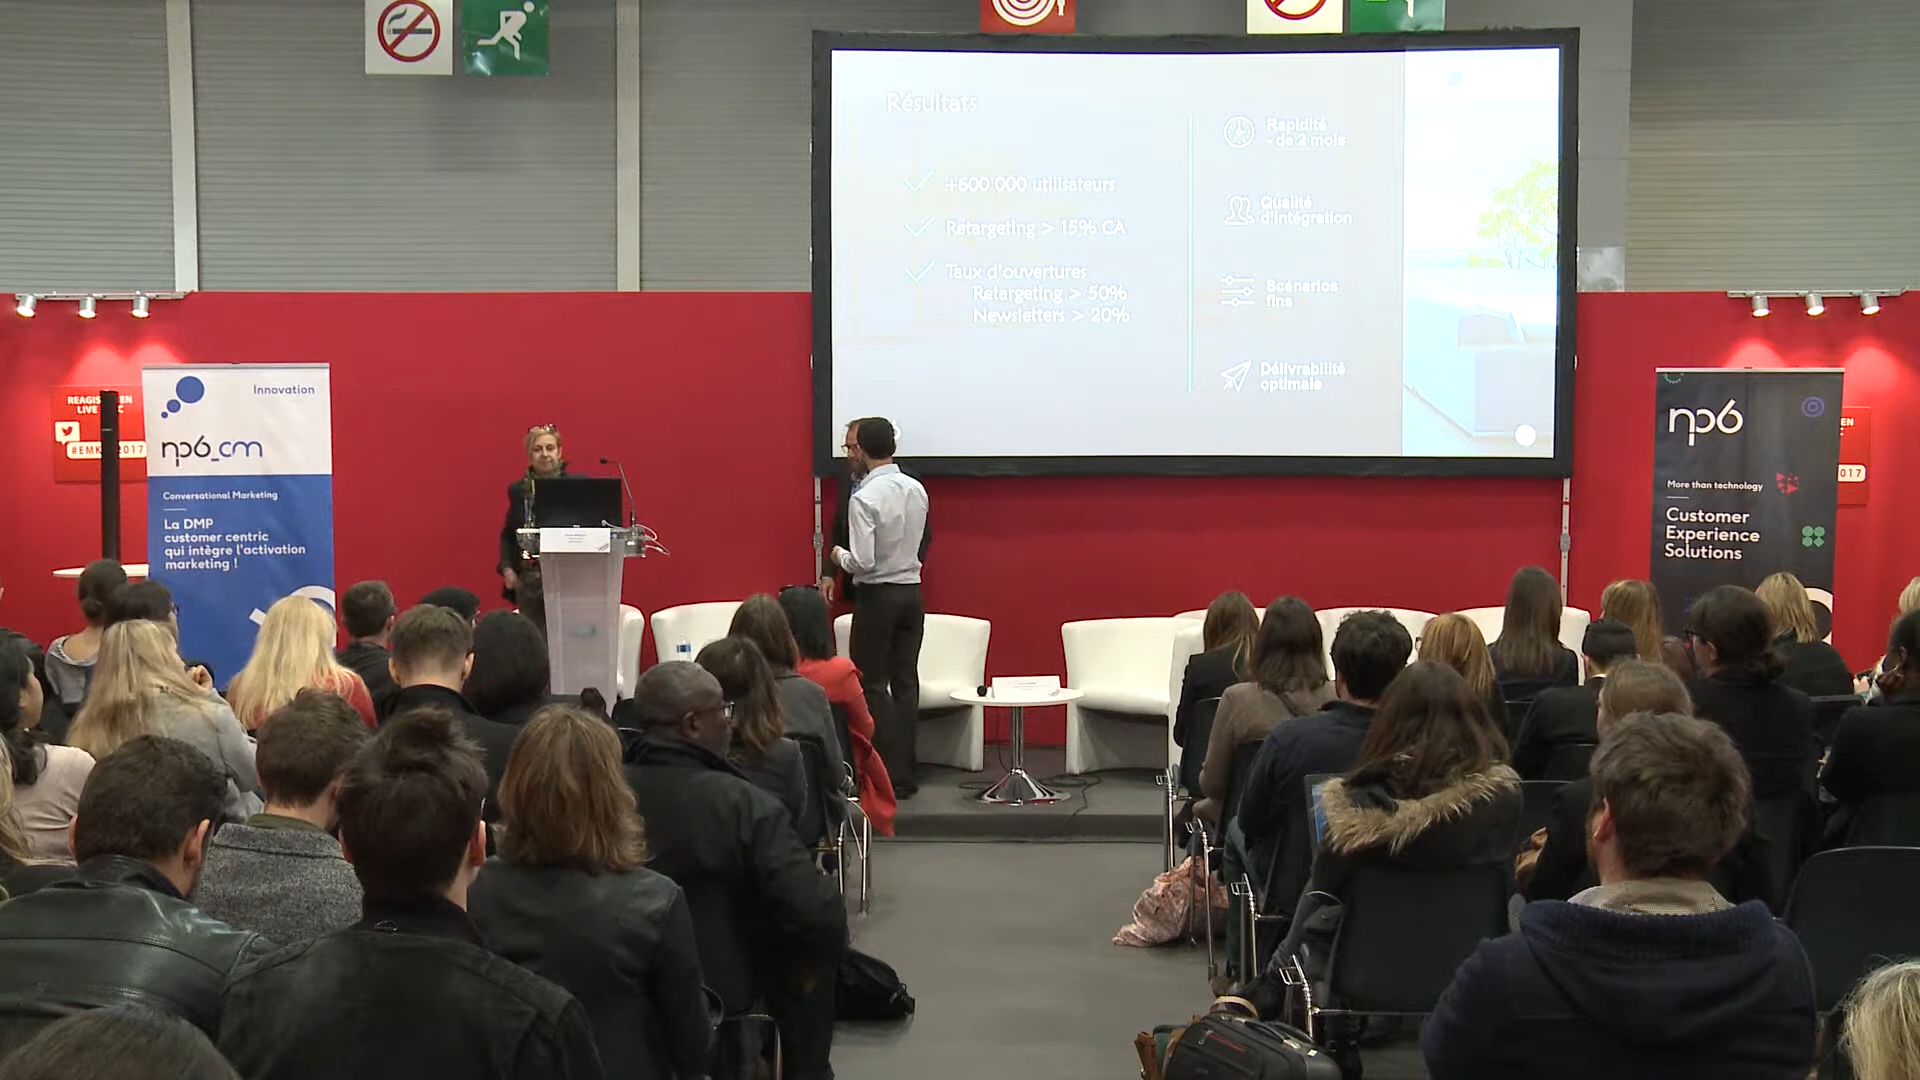 Résultats
+600'000 utilisateurs
Retargeting > 15% CA
Taux d'ouvertures
Retargeting > 50%
Newsletters > 20%
Rapidité
- de 2 mois
Qualité
d'intégration
Scénarios
fins
Délivrabilité
optimale
Innovation
np6_cm
Conversational Marketing
La DMP
customer centric
qui intègre l'activation
marketing !
np6
More than technology
Customer
Experience
Solutions
EN
017